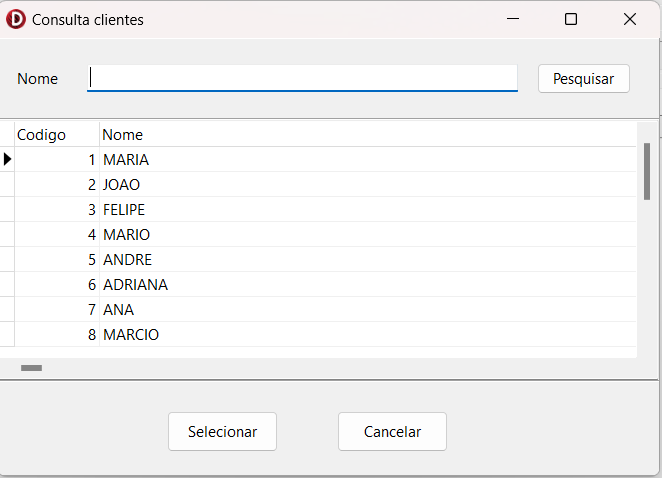 Consulta clientes
Nome Pesquisar
Codigo Nome
1 MARIA
2 JOAO
3 FELIPE
4 MARIO
5 ANDRE
6 ADRIANA
7 ANA
8 MARCIO
Selecionar Cancelar